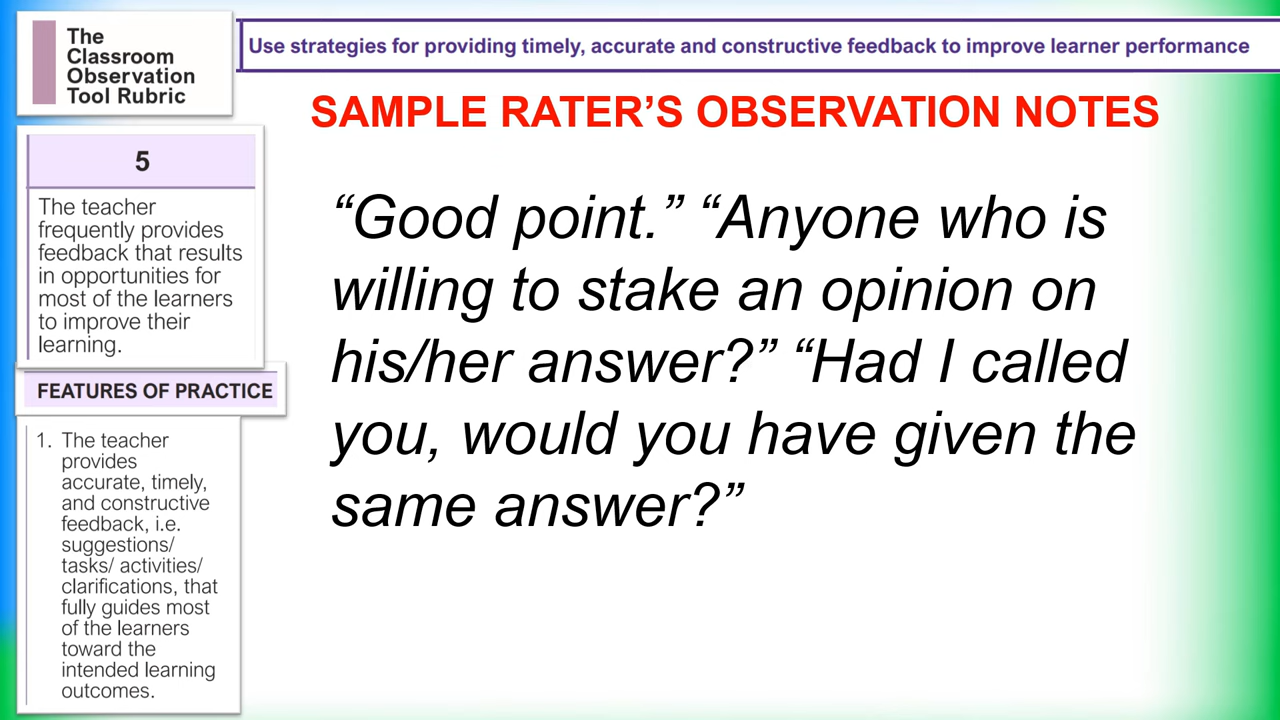 The
Classroom
Observation
Tool Rubric
Use strategies for providing timely, accurate and constructive feedback to improve learner performance
SAMPLE RATER’S OBSERVATION NOTES
5
The teacher
frequently provides
feedback that results
in opportunities for
most of the learners
to improve their
learning.
FEATURES OF PRACTICE
1. The teacher
provides
accurate, timely,
and constructive
feedback, i.e.
suggestions/
tasks/ activities/
clarifications, that
fully guides most
of the learners
toward the
intended learning
outcomes.
“Good point.” “Anyone who is
willing to stake an opinion on
his/her answer?” “Had I called
you, would you have given the
same answer?”